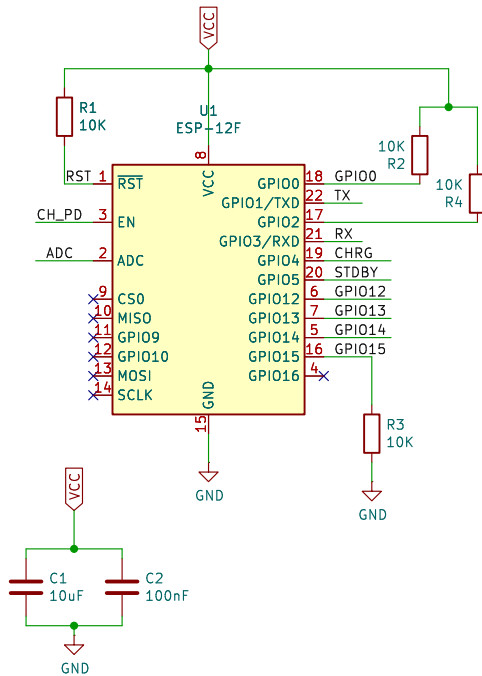 VCC
R1
10K
U1
ESP-12F
10K
R2
10K
R4
8
VCC
RST 1 RST
GPIO0 18 GPIO0
GPIO1/TXD 22 TX
CH_PD 3 EN
GPIO2 17
GPIO3/RXD 21 RX
ADC 2 ADC
GPIO4 19 CHRG
GPIO5 20 STDBY
9 CS0
GPIO12 6 GPIO12
10 MISO
GPIO13 7 GPIO13
11 GPIO9
GPIO14 5 GPIO14
12 GPIO10
GPIO15 16 GPIO15
13 MOSI
GPIO16 4
14 SCLK
GND
15
R3
10K
GND
GND
VCC
C1
10uF
C2
100nF
GND